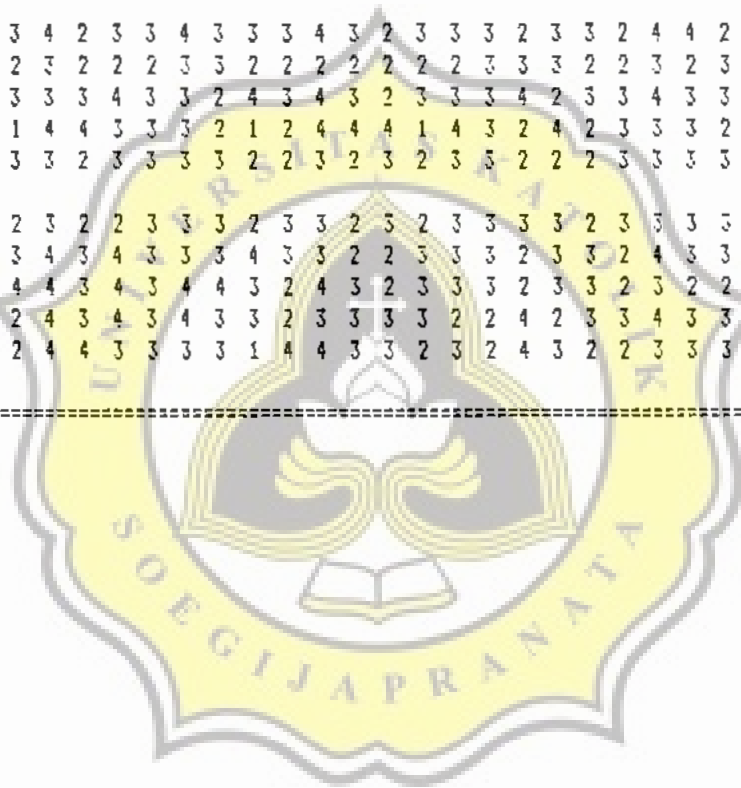 3 4 2 3 3 4 3 3 3 4 3 2 3 3 3 2 3 3 2 4 4 2
2 3 2 2 2 3 3 2 2 2 2 2 2 2 3 3 3 2 2 3 2 3
3 3 3 4 3 3 2 4 3 4 3 2 3 3 3 4 2 3 3 4 3 3
1 4 4 3 3 3 2 1 2 4 4 4 1 4 3 2 4 2 3 3 3 2
3 3 2 3 3 3 3 2 2 3 2 3 2 3 3 2 2 2 3 3 3 3
2 3 2 2 3 3 3 2 3 3 2 3 2 3 3 3 3 2 3 3 3 3
3 4 3 4 3 3 3 4 3 3 2 2 3 3 3 2 3 3 2 4 3 3
4 4 3 4 3 4 4 3 2 4 3 2 3 3 3 2 3 3 2 3 2 2
2 4 3 4 3 4 3 3 2 3 3 3 3 2 2 4 2 3 3 4 3 3
2 4 4 3 3 3 3 1 4 4 3 3 2 3 2 4 3 2 2 3 3 3
UNIVERSITAS KATOLIK
SOEGIJAPRANATA